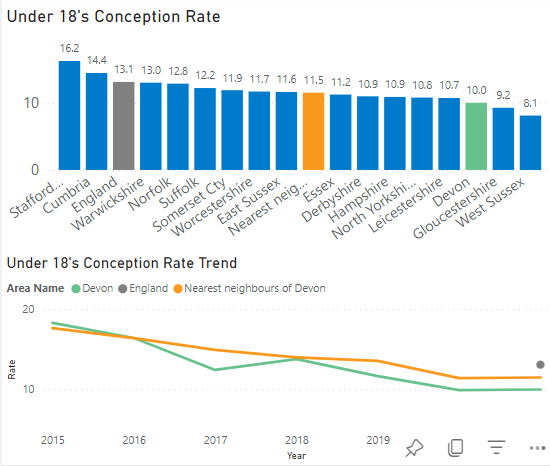 Under 18's Conception Rate
16.2 14.4 13.1 13.0 12.8 12.2 11.9 11.7 11.6 11.5 11.2 10.9 10.9 10.8 10.7 10.0 9.2 8.1
10
0
Stafford... Cumbria England Warwickshire Norfolk Suffolk Somerset Cty Worcestershire East Sussex Nearest neig... Essex Derbyshire Hampshire North Yorkshi... Leicestershire Devon Gloucestershire West Sussex
Under 18's Conception Rate Trend
Area Name Devon England Nearest neighbours of Devon
20
10
Rate
2015 2016 2017 2018 2019
Year